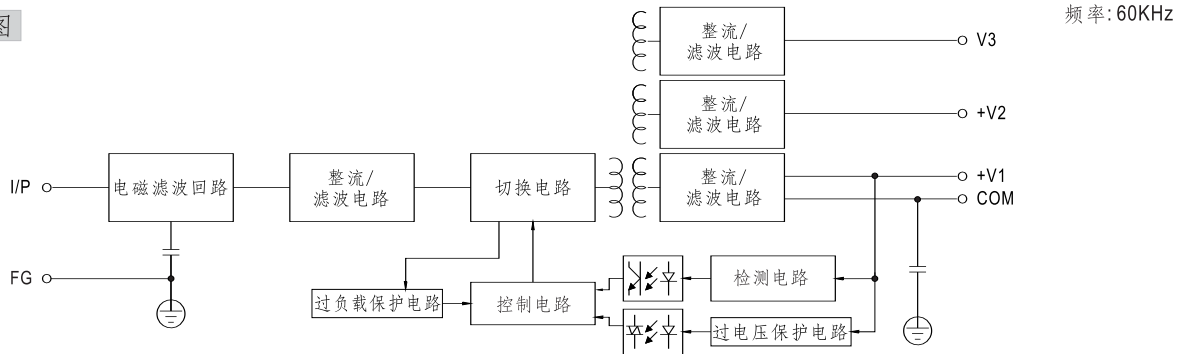 图
频率:60KHz
整流/
滤波电路
V3
整流/
滤波电路
+V2
I/P
电磁滤波回路
整流/
滤波电路
切换电路
整流/
滤波电路
+V1
COM
FG
过负载保护电路
控制电路
检测电路
过电压保护电路